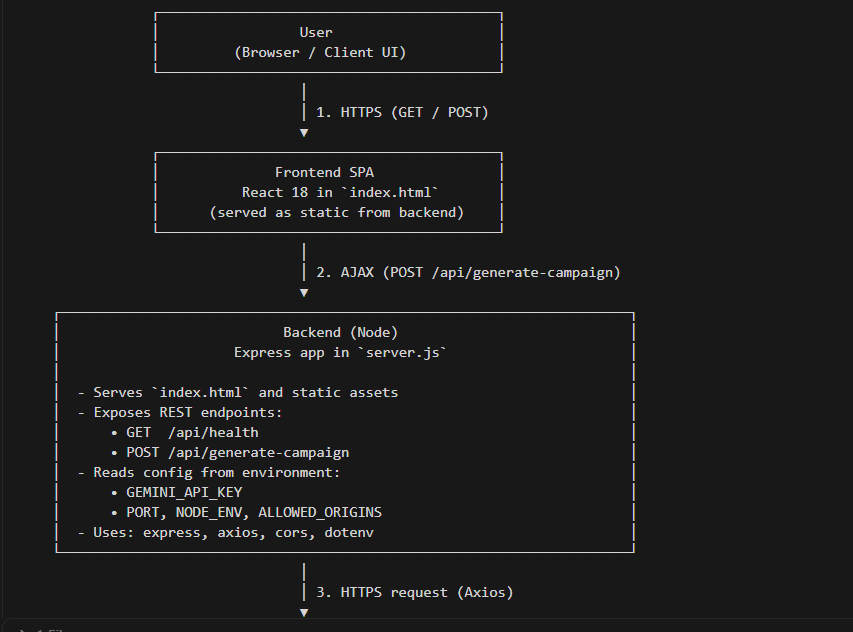 User
(Browser / Client UI)
1. HTTPS (GET / POST)
Frontend SPA
React 18 in `index.html`
(served as static from backend)
2. AJAX (POST /api/generate-campaign)
Backend (Node)
Express app in `server.js`
- Serves `index.html` and static assets
- Exposes REST endpoints:
• GET  /api/health
• POST /api/generate-campaign
- Reads config from environment:
• GEMINI_API_KEY
• PORT, NODE_ENV, ALLOWED_ORIGINS
- Uses: express, axios, cors, dotenv
3. HTTPS request (Axios)